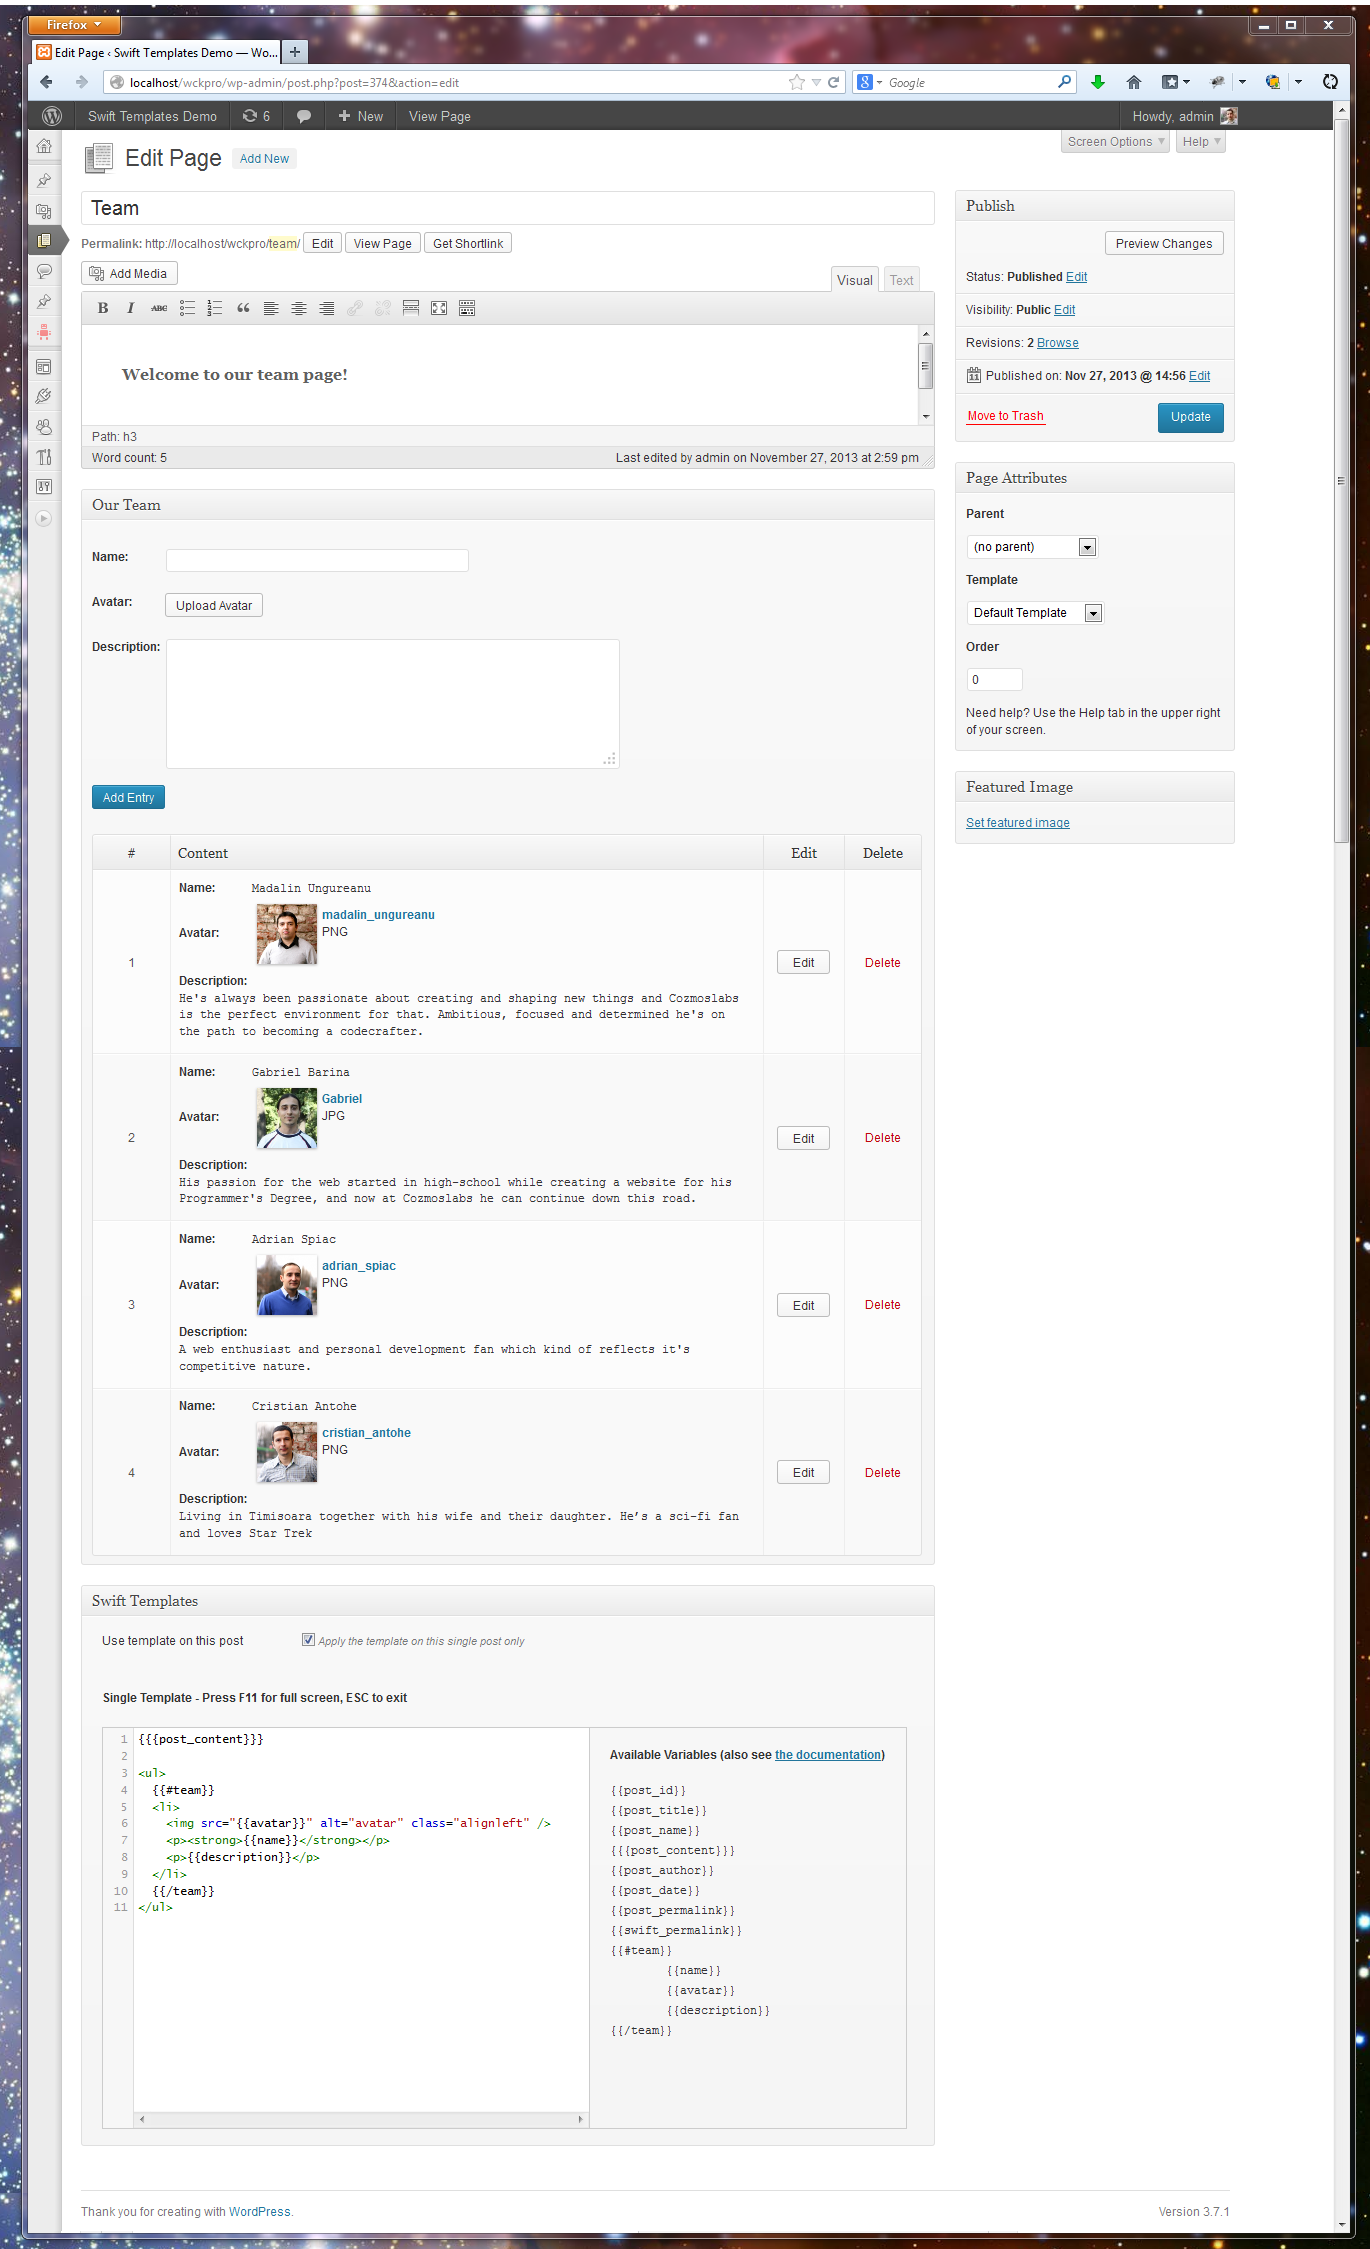 Firefox
Edit Page ‹ Swift Templates Demo — Wo...
localhost/wckpro/wp-admin/post.php?post=374&action=edit
Google
Swift Templates Demo
6
New
View Page
Howdy, admin
Screen Options
Help
Edit Page
Add New
Team
Permalink: http://localhost/wckpro/team/ Edit View Page Get Shortlink
Add Media
Visual
Text
B I ABC
Welcome to our team page!
Path: h3
Word count: 5
Last edited by admin on November 27, 2013 at 2:59 pm
Publish
Preview Changes
Status: Published Edit
Visibility: Public Edit
Revisions: 2 Browse
11 Published on: Nov 27, 2013 @ 14:56 Edit
Move to Trash
Update
Page Attributes
Parent
(no parent)
Template
Default Template
Order
0
Need help? Use the Help tab in the upper right
of your screen.
Featured Image
Set featured image
Our Team
Name:
Avatar: Upload Avatar
Description:
Add Entry
# Content Edit Delete
Name: Madalin Ungureanu
madalin_ungureanu
Avatar: PNG
1 Edit Delete
Description:
He's always been passionate about creating and shaping new things and Cozmoslabs
is the perfect environment for that. Ambitious, focused and determined he's on
the path to becoming a codecrafter.
Name: Gabriel Barina
Gabriel
Avatar: JPG
2 Edit Delete
Description:
His passion for the web started in high-school while creating a website for his
Programmer's Degree, and now at Cozmoslabs he can continue down this road.
Name: Adrian Spiac
adrian_spiac
Avatar: PNG
3 Edit Delete
Description:
A web enthusiast and personal development fan which kind of reflects it's
competitive nature.
Name: Cristian Antohe
cristian_antohe
Avatar: PNG
4 Edit Delete
Description:
Living in Timisoara together with his wife and their daughter. He’s a sci-fi fan
and loves Star Trek
Swift Templates
Use template on this post Apply the template on this single post only
Single Template - Press F11 for full screen, ESC to exit
1 {{{post_content}}}
2
3 <ul>
4 {{#team}}
5 <li>
6 <img src="{{avatar}}" alt="avatar" class="alignleft" />
7 <p><strong>{{name}}</strong></p>
8 <p>{{description}}</p>
9 </li>
10 {{/team}}
11 </ul>
Available Variables (also see the documentation)
{{post_id}}
{{post_title}}
{{post_name}}
{{{post_content}}}
{{post_author}}
{{post_date}}
{{post_permalink}}
{{swift_permalink}}
{{#team}}
{{name}}
{{avatar}}
{{description}}
{{/team}}
Thank you for creating with WordPress.
Version 3.7.1